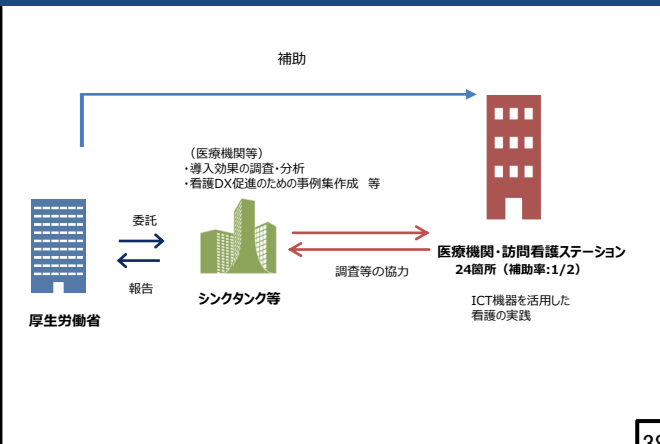 補助
（医療機関等）
・導入効果の調査・分析
・看護DX促進のための事例集作成　等
委託
報告
厚生労働省
シンクタンク等
調査等の協力
医療機関・訪問看護ステーション
24箇所（補助率:1/2）
ICT機器を活用した
看護の実践